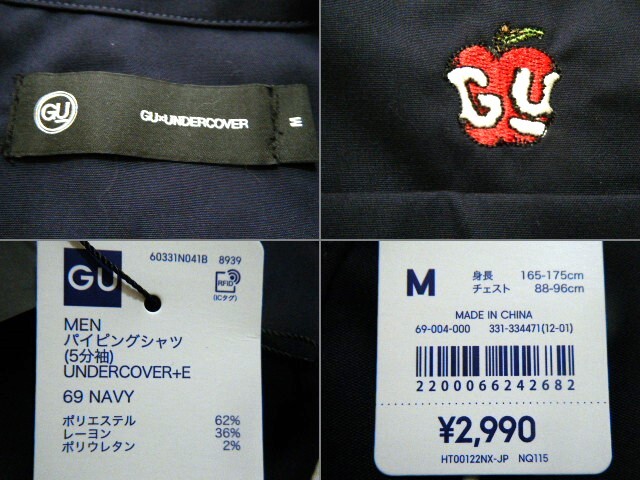 GU
GU×UNDERCOVER
M
GU
GU
60331N041B 8939
RFID
(ICタグ)
MEN
パイピングシャツ
(5分袖)
UNDERCOVER+E
69 NAVY
ポリエステル 62%
レーヨン 36%
ポリウレタン 2%
M 身長 165-175cm
チェスト 88-96cm
MADE IN CHINA
69-004-000 331-334471(12-01)
2200066242682
¥2,990
HT00122NX-JP NQ115